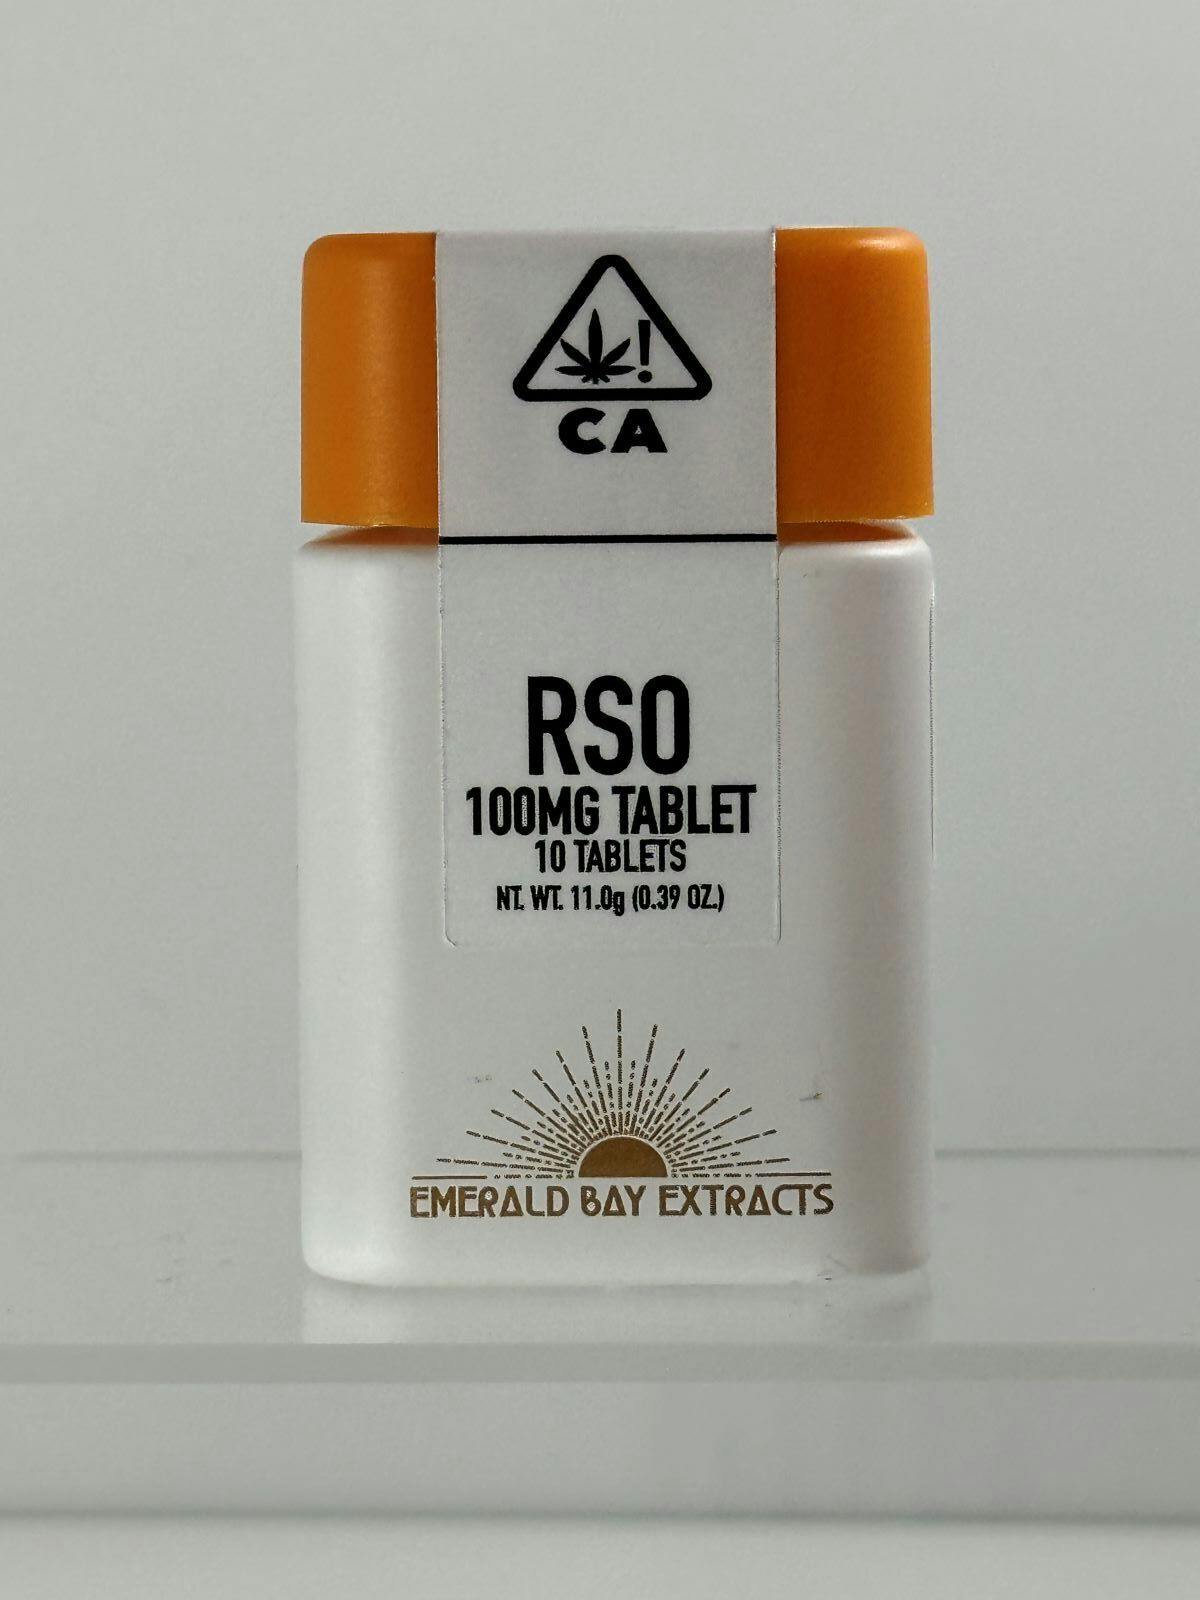 CA
RSO
100MG TABLET
10 TABLETS
NT. WT. 11.0g (0.39 OZ.)
EMERALD BAY EXTRACTS